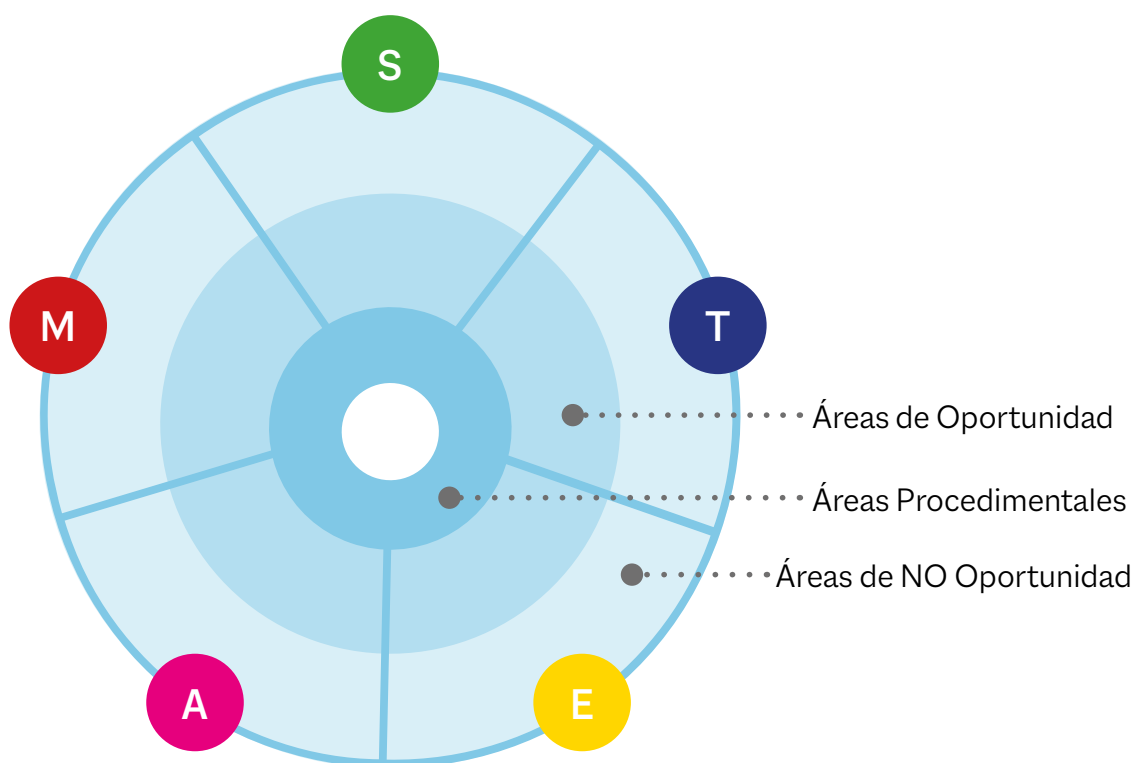 S
M
T
Áreas de Oportunidad
Áreas Procedimentales
Áreas de NO Oportunidad
A
E